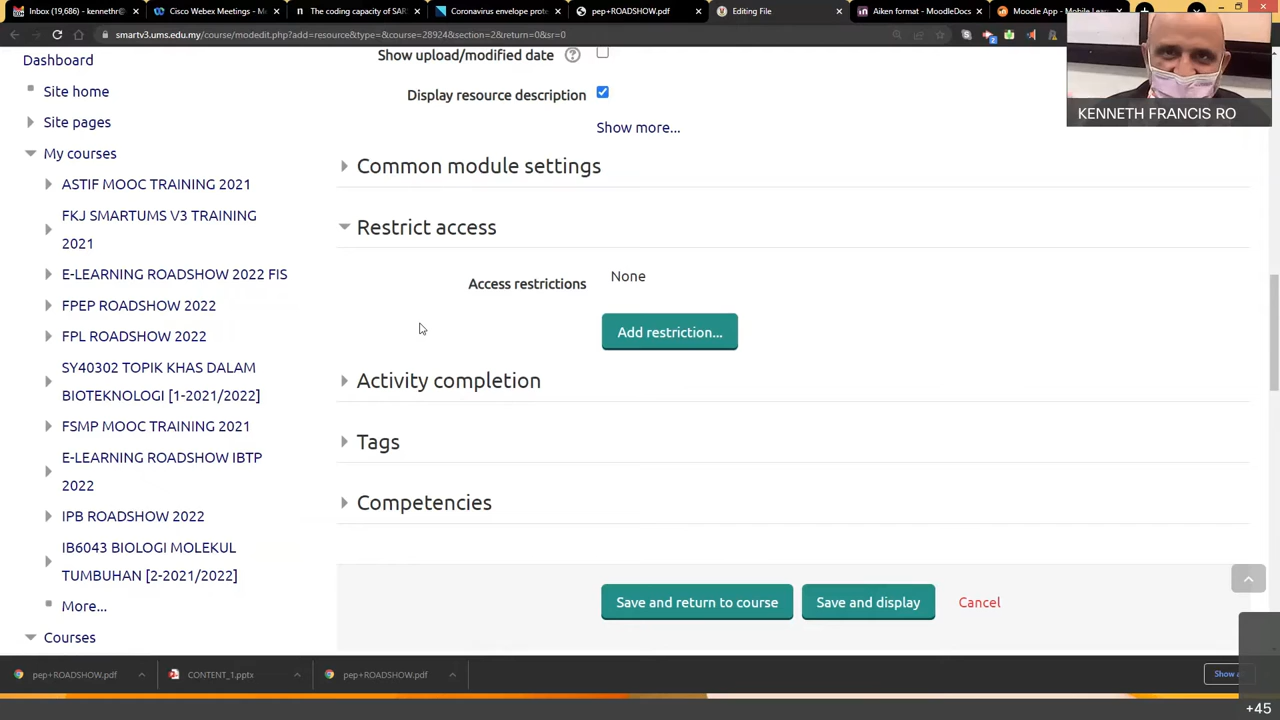 Inbox (19,686) - kennethr@
Cisco Webex Meetings - M
The coding capacity of SAR
Coronavirus envelope prote
pep+ROADSHOW.pdf
Editing File
Aiken format - MoodleDocs
Moodle App - Mobile Lear
smartv3.ums.edu.my/course/modedit.php?add=resource&type=&course=28924&section=2&return=0&sr=0
Dashboard
Site home
Site pages
My courses
ASTIF MOOC TRAINING 2021
FKJ SMARTUMS V3 TRAINING
2021
E-LEARNING ROADSHOW 2022 FIS
FPEP ROADSHOW 2022
FPL ROADSHOW 2022
SY40302 TOPIK KHAS DALAM
BIOTEKNOLOGI [1-2021/2022]
FSMP MOOC TRAINING 2021
E-LEARNING ROADSHOW IBTP
2022
IPB ROADSHOW 2022
IB6043 BIOLOGI MOLEKUL
TUMBUHAN [2-2021/2022]
More...
Courses
Show upload/modified date
Display resource description
Show more...
Common module settings
Restrict access
Access restrictions None
Add restriction...
Activity completion
Tags
Competencies
Save and return to course Save and display Cancel
KENNETH FRANCIS RO
pep+ROADSHOW.pdf
CONTENT_1.pptx
pep+ROADSHOW.pdf
Show a
+45